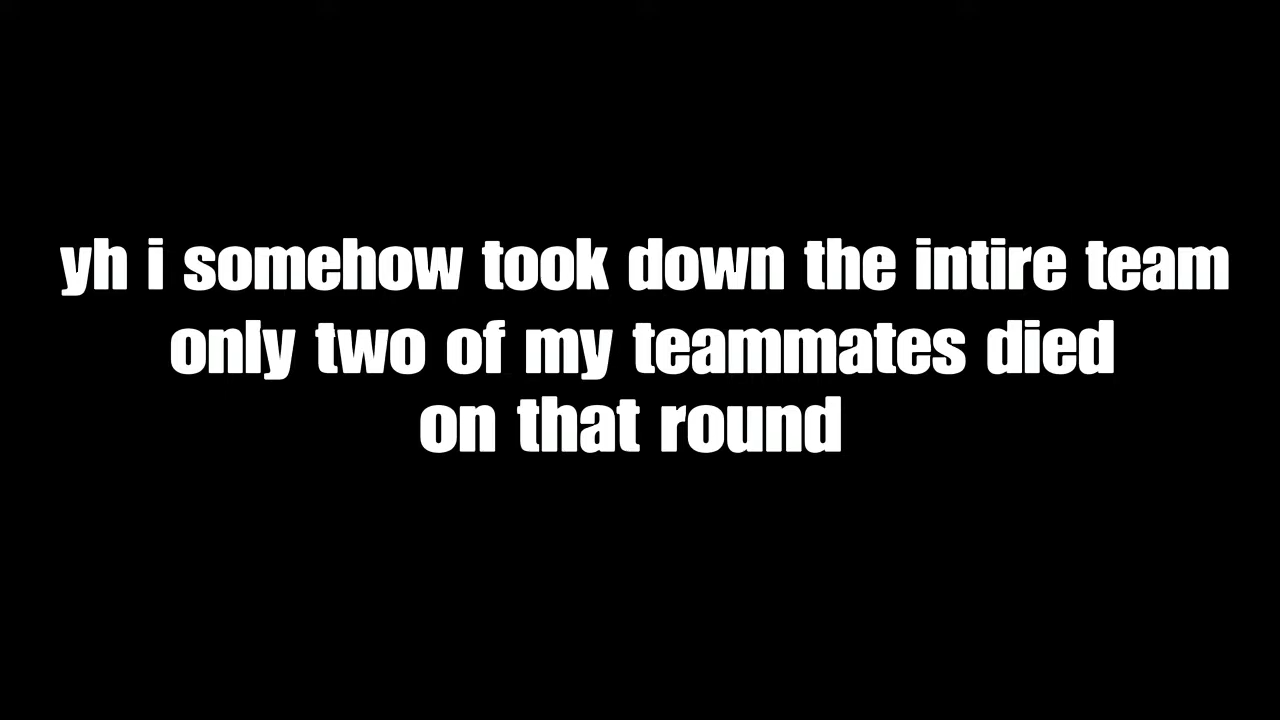 yh i somehow took down the intire team
only two of my teammates died
on that round